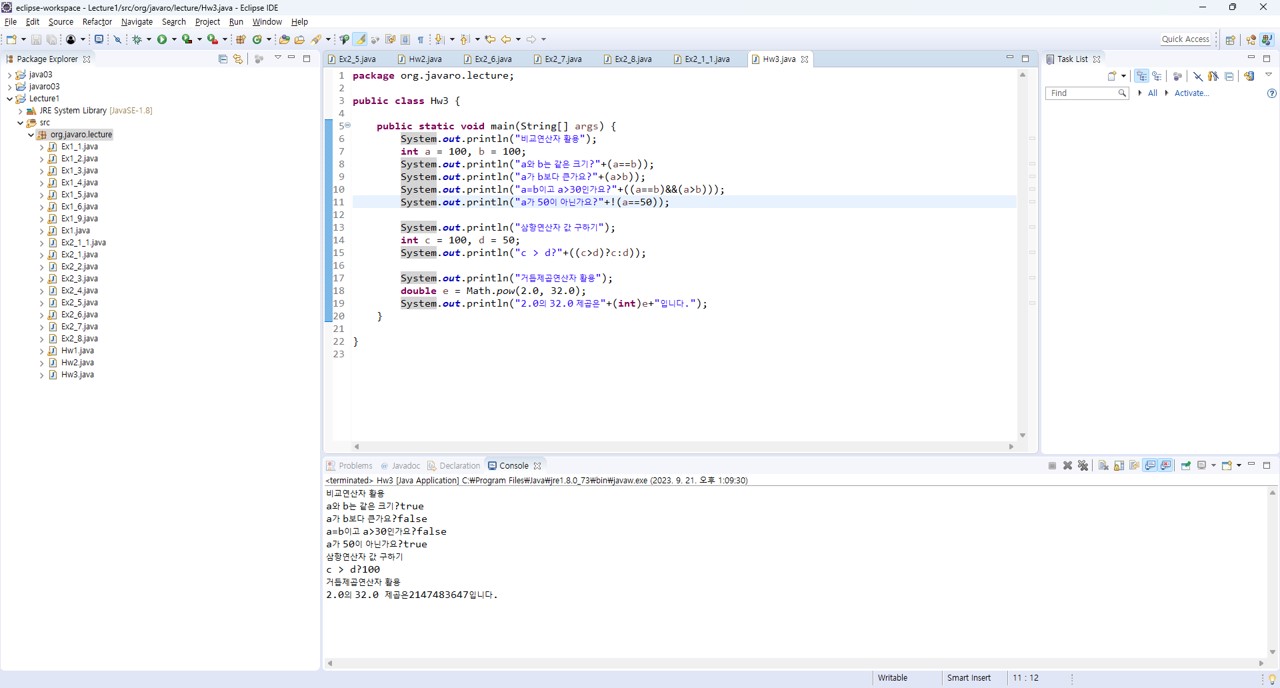 eclipse-workspace - Lecture1/src/org/javaro/lecture/Hw3.java - Eclipse IDE
File Edit Source Refactor Navigate Search Project Run Window Help
Quick Access
Package Explorer
java03
javaro03
Lecture1
JRE System Library [JavaSE-1.8]
src
org.javaro.lecture
Ex1_1.java
Ex1_2.java
Ex1_3.java
Ex1_4.java
Ex1_5.java
Ex1_6.java
Ex1_9.java
Ex1.java
Ex2_1_1.java
Ex2_1.java
Ex2_2.java
Ex2_3.java
Ex2_4.java
Ex2_5.java
Ex2_6.java
Ex2_7.java
Ex2_8.java
Hw1.java
Hw2.java
Hw3.java
Ex2_5.java Hw2.java Ex2_6.java Ex2_7.java Ex2_8.java Ex2_1_1.java Hw3.java
1 package org.javaro.lecture;
2
3 public class Hw3 {
4
5 public static void main(String[] args) {
6 System.out.println("비교연산자 활용");
7 int a = 100, b = 100;
8 System.out.println("a와 b는 같은 크기?"+(a==b));
9 System.out.println("a가 b보다 큰가요?"+(a>b));
10 System.out.println("a=b이고 a>30인가요?"+((a==b)&&(a>b)));
11 System.out.println("a가 50이 아닌가요?"+!(a==50));
12
13 System.out.println("삼항연산자 값 구하기");
14 int c = 100, d = 50;
15 System.out.println("c > d?"+((c>d)?c:d));
16
17 System.out.println("거듭제곱연산자 활용");
18 double e = Math.pow(2.0, 32.0);
19 System.out.println("2.0의 32.0 제곱은"+(int)e+"입니다.");
20 }
21
22 }
23
Task List
Find All Activate...
Problems Javadoc Declaration Console
<terminated> Hw3 [Java Application] C:₩Program Files₩Java₩jre1.8.0_73₩bin₩javaw.exe (2023. 9. 21. 오후 1:09:30)
비교연산자 활용
a와 b는 같은 크기?true
a가 b보다 큰가요?false
a=b이고 a>30인가요?false
a가 50이 아닌가요?true
삼항연산자 값 구하기
c > d?100
거듭제곱연산자 활용
2.0의 32.0 제곱은2147483647입니다.
Writable Smart Insert 11 : 12